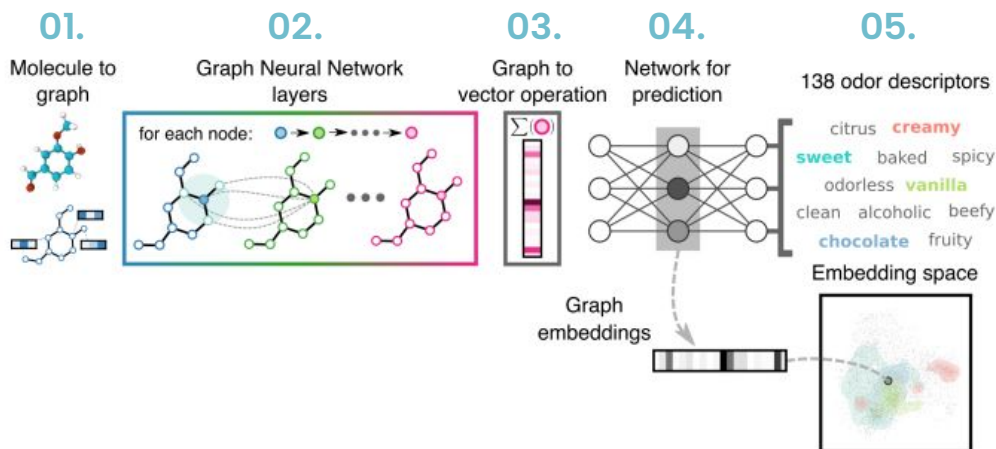 01.
Molecule to
graph
02.
Graph Neural Network
layers
for each node:
03.
Graph to
vector operation
∑( )
04.
Network for
prediction
05.
138 odor descriptors
citrus creamy
sweet baked spicy
odorless vanilla
clean alcoholic beefy
chocolate fruity
Graph
embeddings
Embedding space